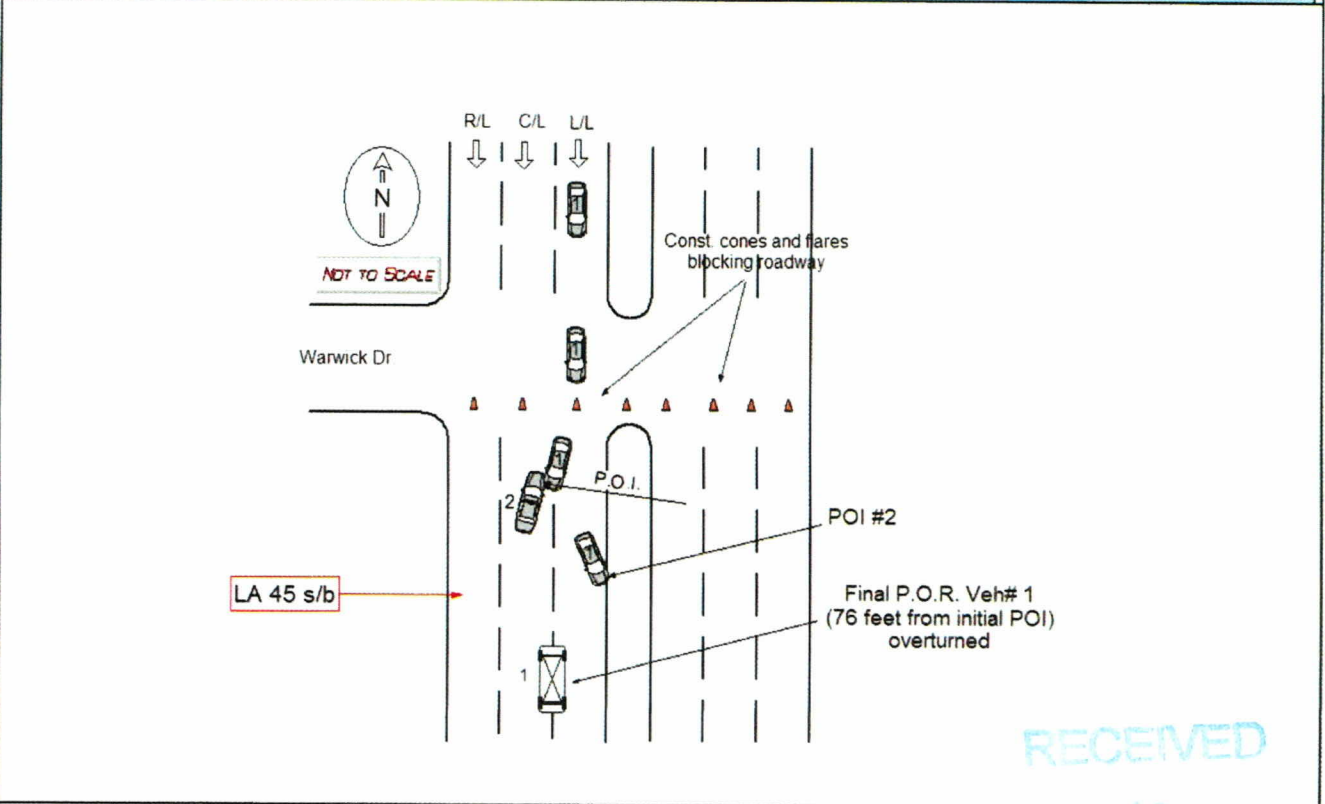 R/L C/L L/L
N
NOT TO SCALE
1
Const. cones and flares
blocking roadway
Warwick Dr
1
1
P.O.I.
2
POI #2
1
LA 45 s/b
Final P.O.R. Veh# 1
(76 feet from initial POI)
overturned
1
RECEIVED